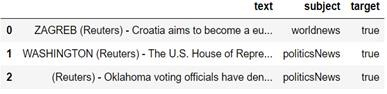 text subject target
0 ZAGREB (Reuters) - Croatia aims to become a eu... worldnews true
1 WASHINGTON (Reuters) - The U.S. House of Repre... politicsNews true
2 (Reuters) - Oklahoma voting officials have den... politicsNews true